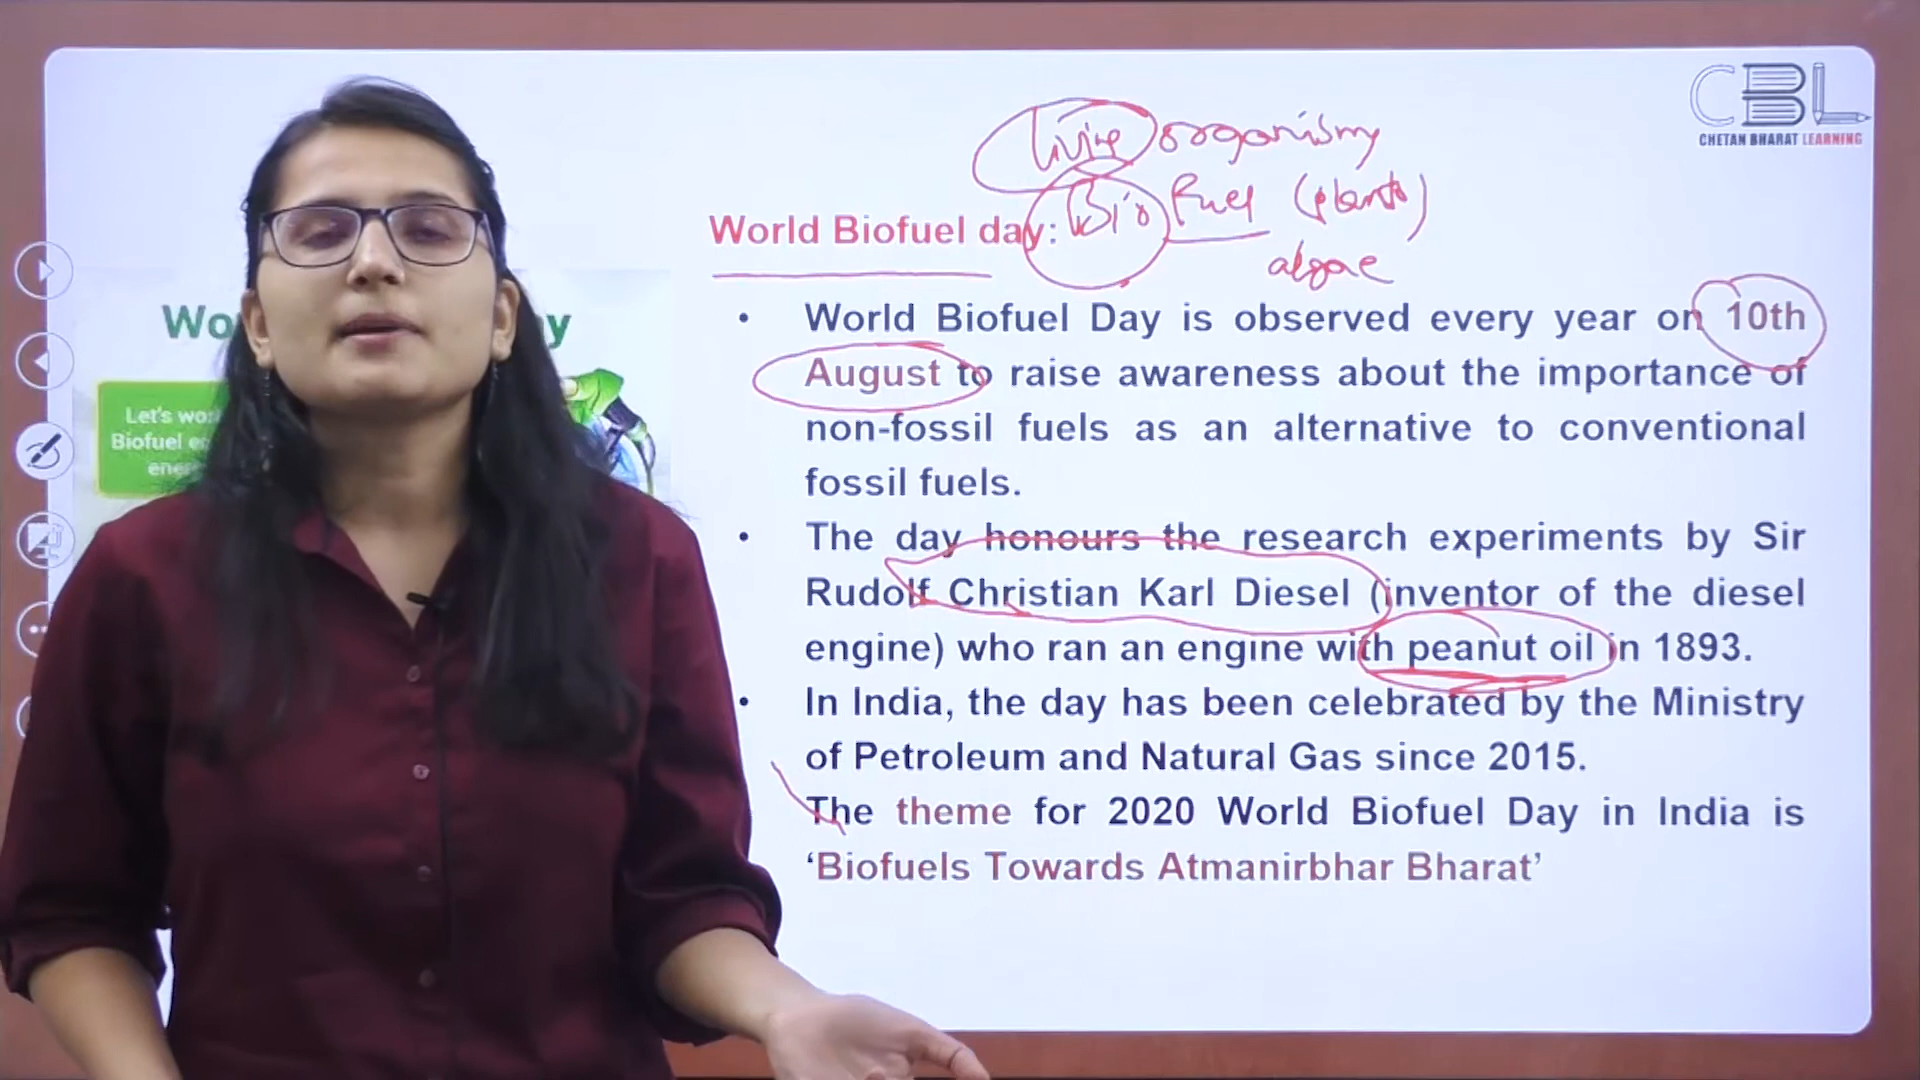 CBL
CHETAN BHARAT LEARNING
living organisms
Bio fuel (plants)
algae
World Biofuel day:
• World Biofuel Day is observed every year on 10th
August to raise awareness about the importance of
non-fossil fuels as an alternative to conventional
fossil fuels.
• The day honours the research experiments by Sir
Rudolf Christian Karl Diesel (inventor of the diesel
engine) who ran an engine with peanut oil in 1893.
• In India, the day has been celebrated by the Ministry
of Petroleum and Natural Gas since 2015.
The theme for 2020 World Biofuel Day in India is
‘Biofuels Towards Atmanirbhar Bharat’
Let's
Biofuel